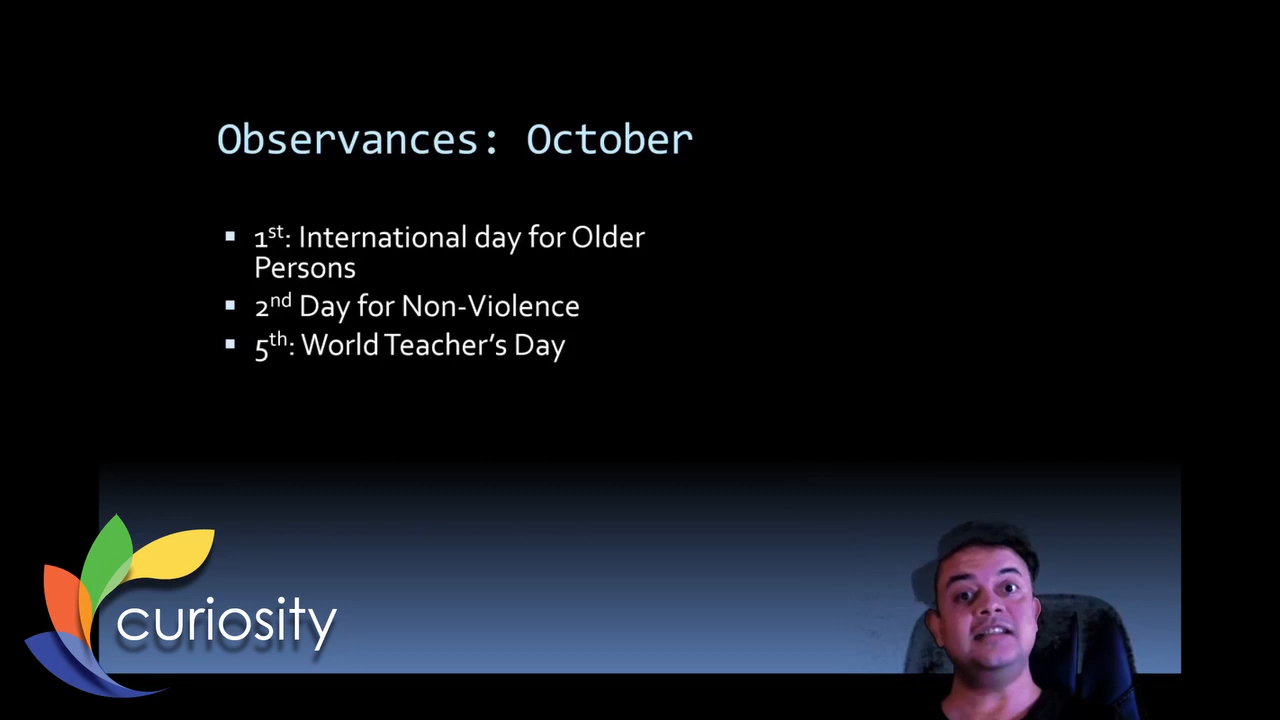 Observances: October
1st: International day for Older
Persons
2nd Day for Non-Violence
5th: World Teacher’s Day
curiosity